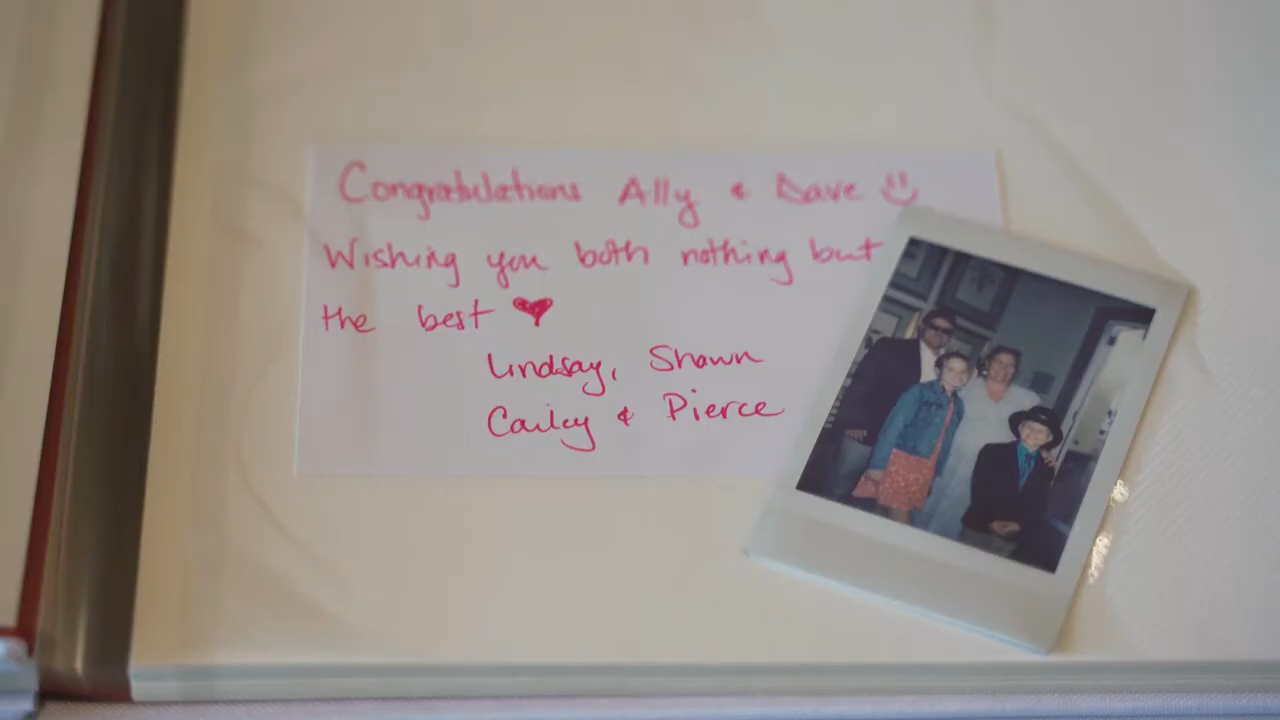 Congratulations Ally & Dave
Wishing you both nothing but
the best ♥
Lindsay, Shawn
Cailey & Pierce